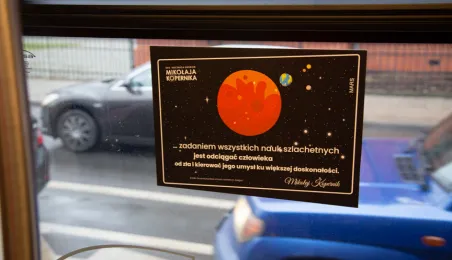 MIKOŁAJA
KOPERNIKA
MARS
... zadaniem wszystkich nauk szlachetnych
jest odciągać człowieka
od zła i kierować jego umysł ku większej doskonałości.
Mikołaj Kopernik